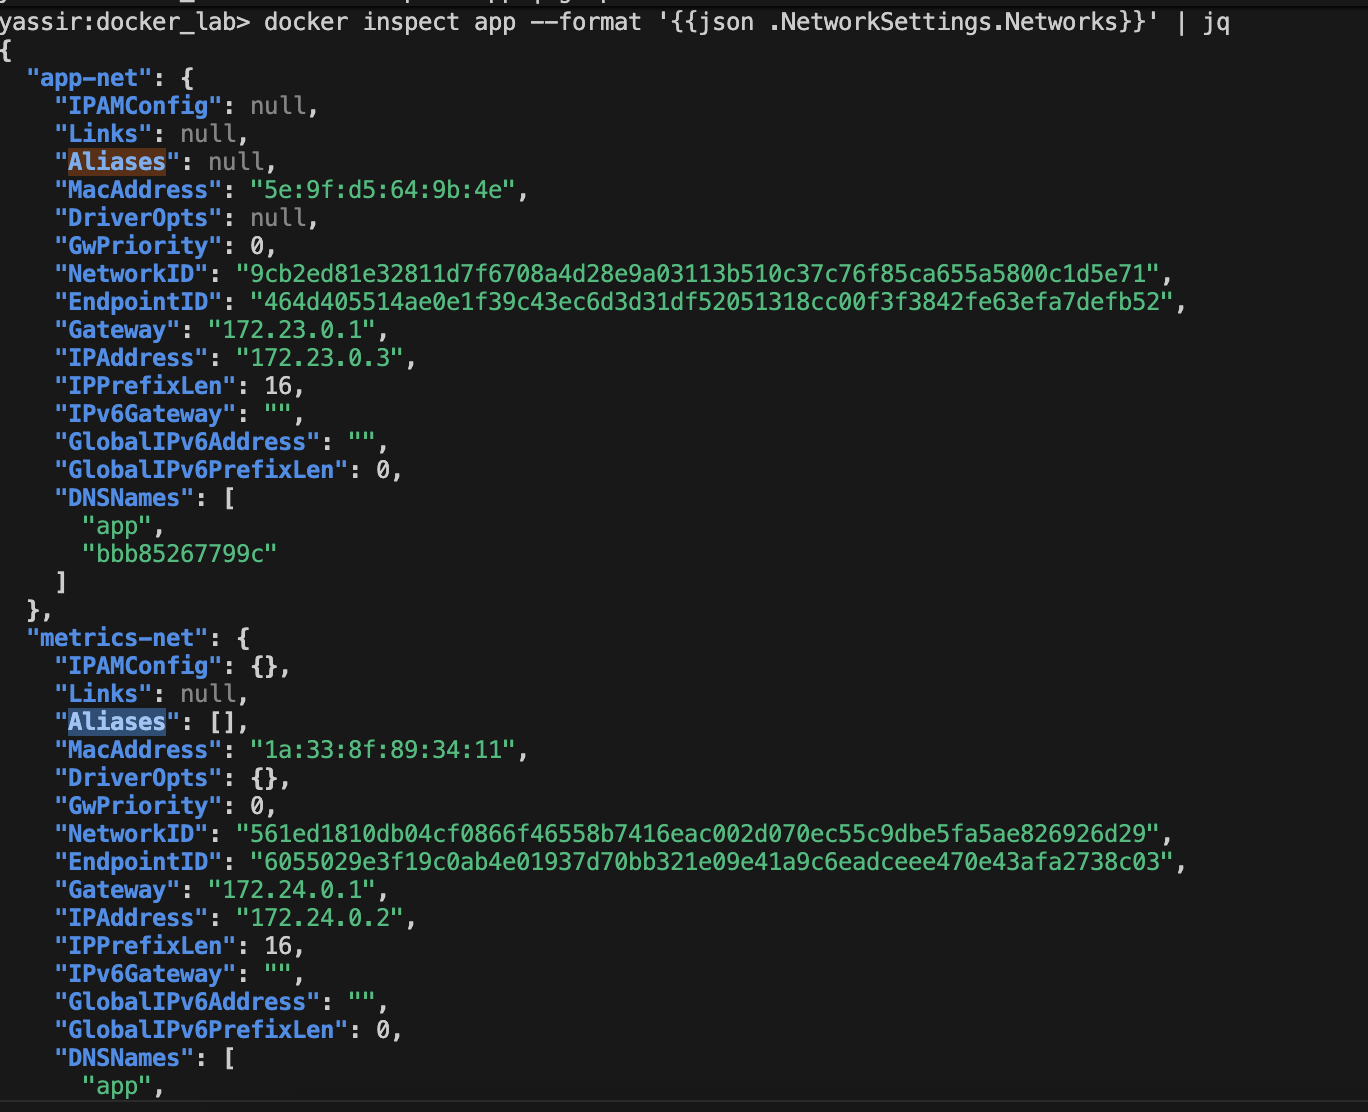 yassir:docker_lab> docker inspect app --format '{{json .NetworkSettings.Networks}}' | jq
{
  "app-net": {
    "IPAMConfig": null,
    "Links": null,
    "Aliases": null,
    "MacAddress": "5e:9f:d5:64:9b:4e",
    "DriverOpts": null,
    "GwPriority": 0,
    "NetworkID": "9cb2ed81e32811d7f6708a4d28e9a03113b510c37c76f85ca655a5800c1d5e71",
    "EndpointID": "464d405514ae0e1f39c43ec6d3d31df52051318cc00f3f3842fe63efa7defb52",
    "Gateway": "172.23.0.1",
    "IPAddress": "172.23.0.3",
    "IPPrefixLen": 16,
    "IPv6Gateway": "",
    "GlobalIPv6Address": "",
    "GlobalIPv6PrefixLen": 0,
    "DNSNames": [
      "app",
      "bbb85267799c"
    ]
  },
  "metrics-net": {
    "IPAMConfig": {},
    "Links": null,
    "Aliases": [],
    "MacAddress": "1a:33:8f:89:34:11",
    "DriverOpts": {},
    "GwPriority": 0,
    "NetworkID": "561ed1810db04cf0866f46558b7416eac002d070ec55c9dbe5fa5ae826926d29",
    "EndpointID": "6055029e3f19c0ab4e01937d70bb321e09e41a9c6eadceee470e43afa2738c03",
    "Gateway": "172.24.0.1",
    "IPAddress": "172.24.0.2",
    "IPPrefixLen": 16,
    "IPv6Gateway": "",
    "GlobalIPv6Address": "",
    "GlobalIPv6PrefixLen": 0,
    "DNSNames": [
      "app",